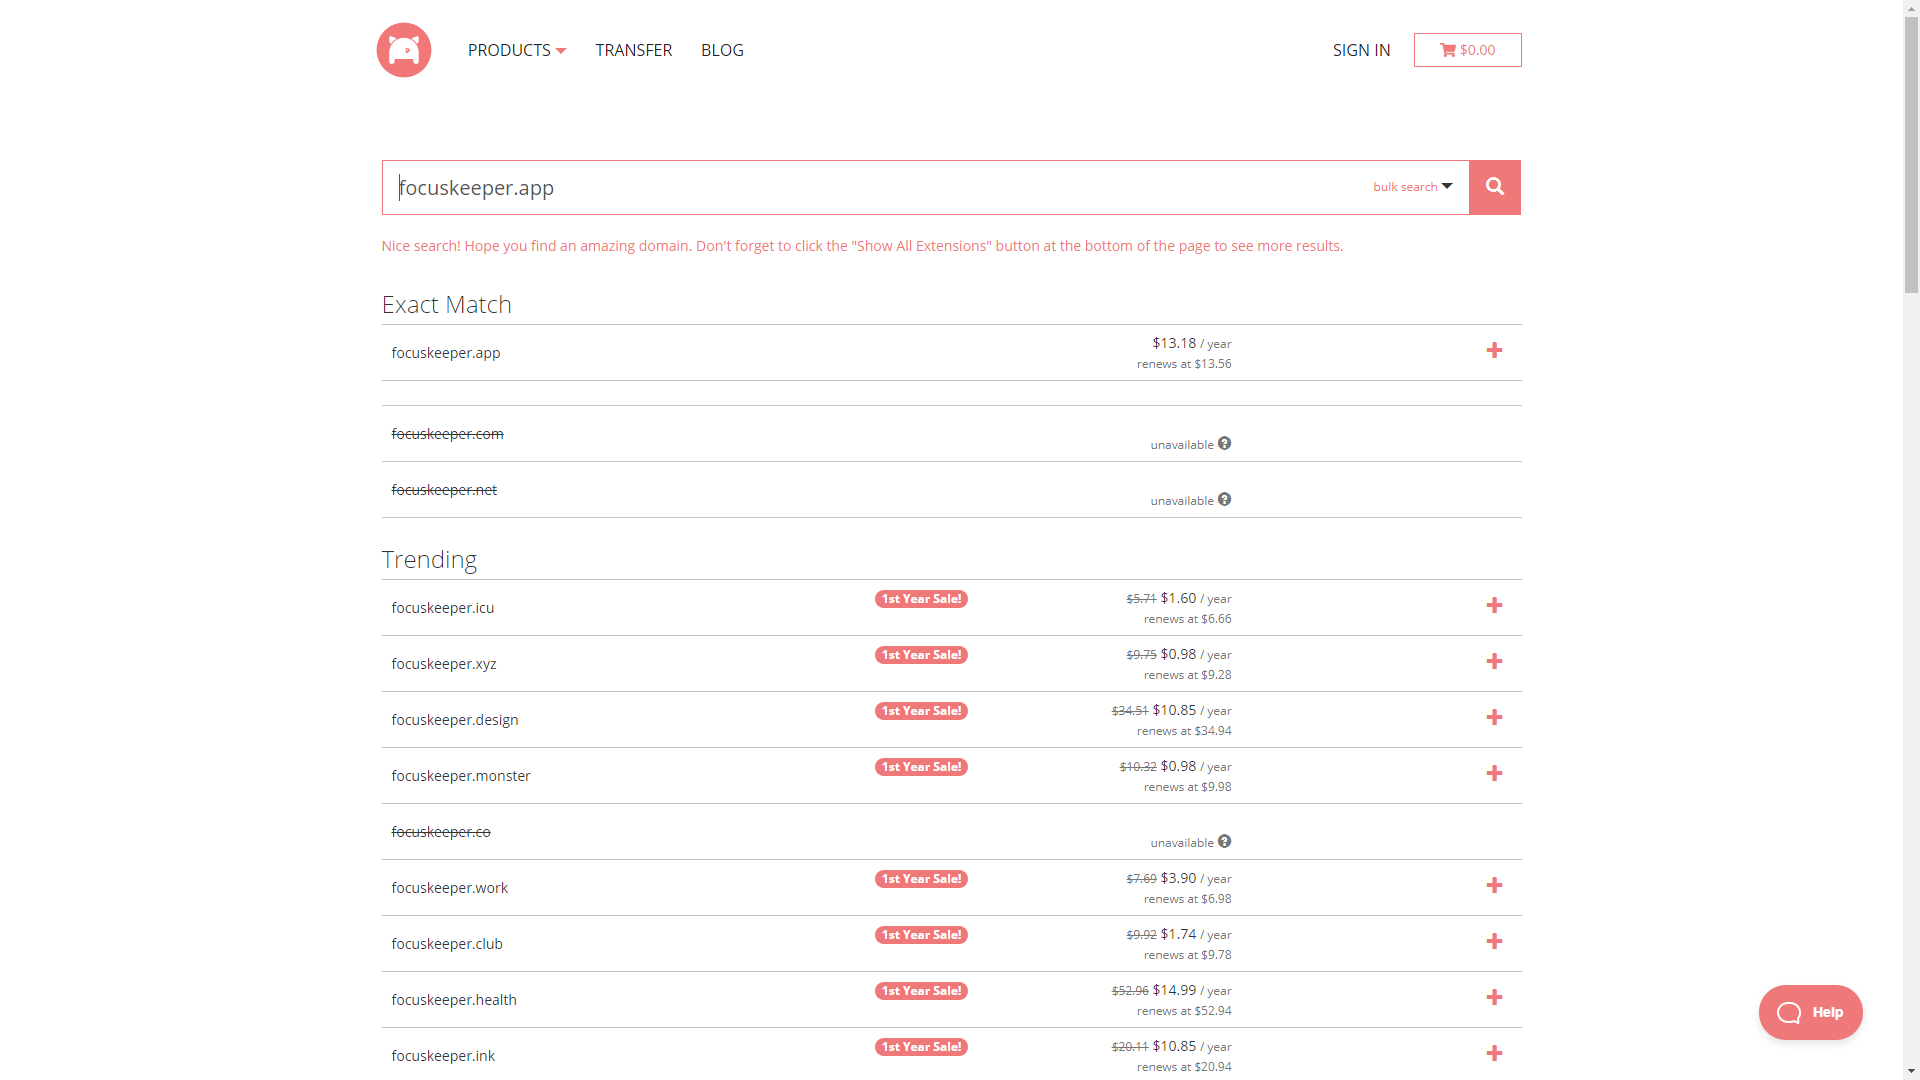 PRODUCTS
TRANSFER
BLOG
SIGN IN
$0.00
focuskeeper.app
bulk search
Nice search! Hope you find an amazing domain. Don't forget to click the "Show All Extensions" button at the bottom of the page to see more results.
Exact Match
focuskeeper.app
$13.18 / year
renews at $13.56
focuskeeper.com
unavailable
focuskeeper.net
unavailable
Trending
focuskeeper.icu
1st Year Sale!
$5.71 $1.60 / year
renews at $6.66
focuskeeper.xyz
1st Year Sale!
$9.75 $0.98 / year
renews at $9.28
focuskeeper.design
1st Year Sale!
$34.51 $10.85 / year
renews at $34.94
focuskeeper.monster
1st Year Sale!
$10.32 $0.98 / year
renews at $9.98
focuskeeper.co
unavailable
focuskeeper.work
1st Year Sale!
$7.69 $3.90 / year
renews at $6.98
focuskeeper.club
1st Year Sale!
$9.92 $1.74 / year
renews at $9.78
focuskeeper.health
1st Year Sale!
$52.96 $14.99 / year
renews at $52.94
focuskeeper.ink
1st Year Sale!
$20.11 $10.85 / year
renews at $20.94
Help